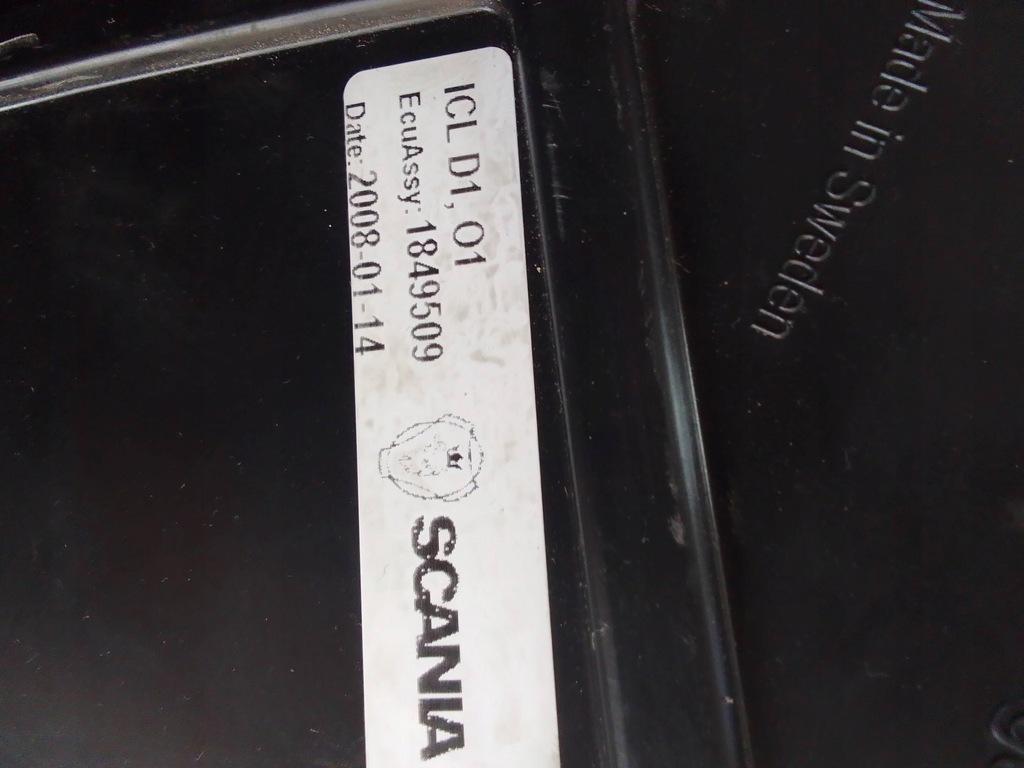 ICL D1, O1
EcuAssy: 1849509
Date: 2008-01-14
SCANIA
Made in Sweden